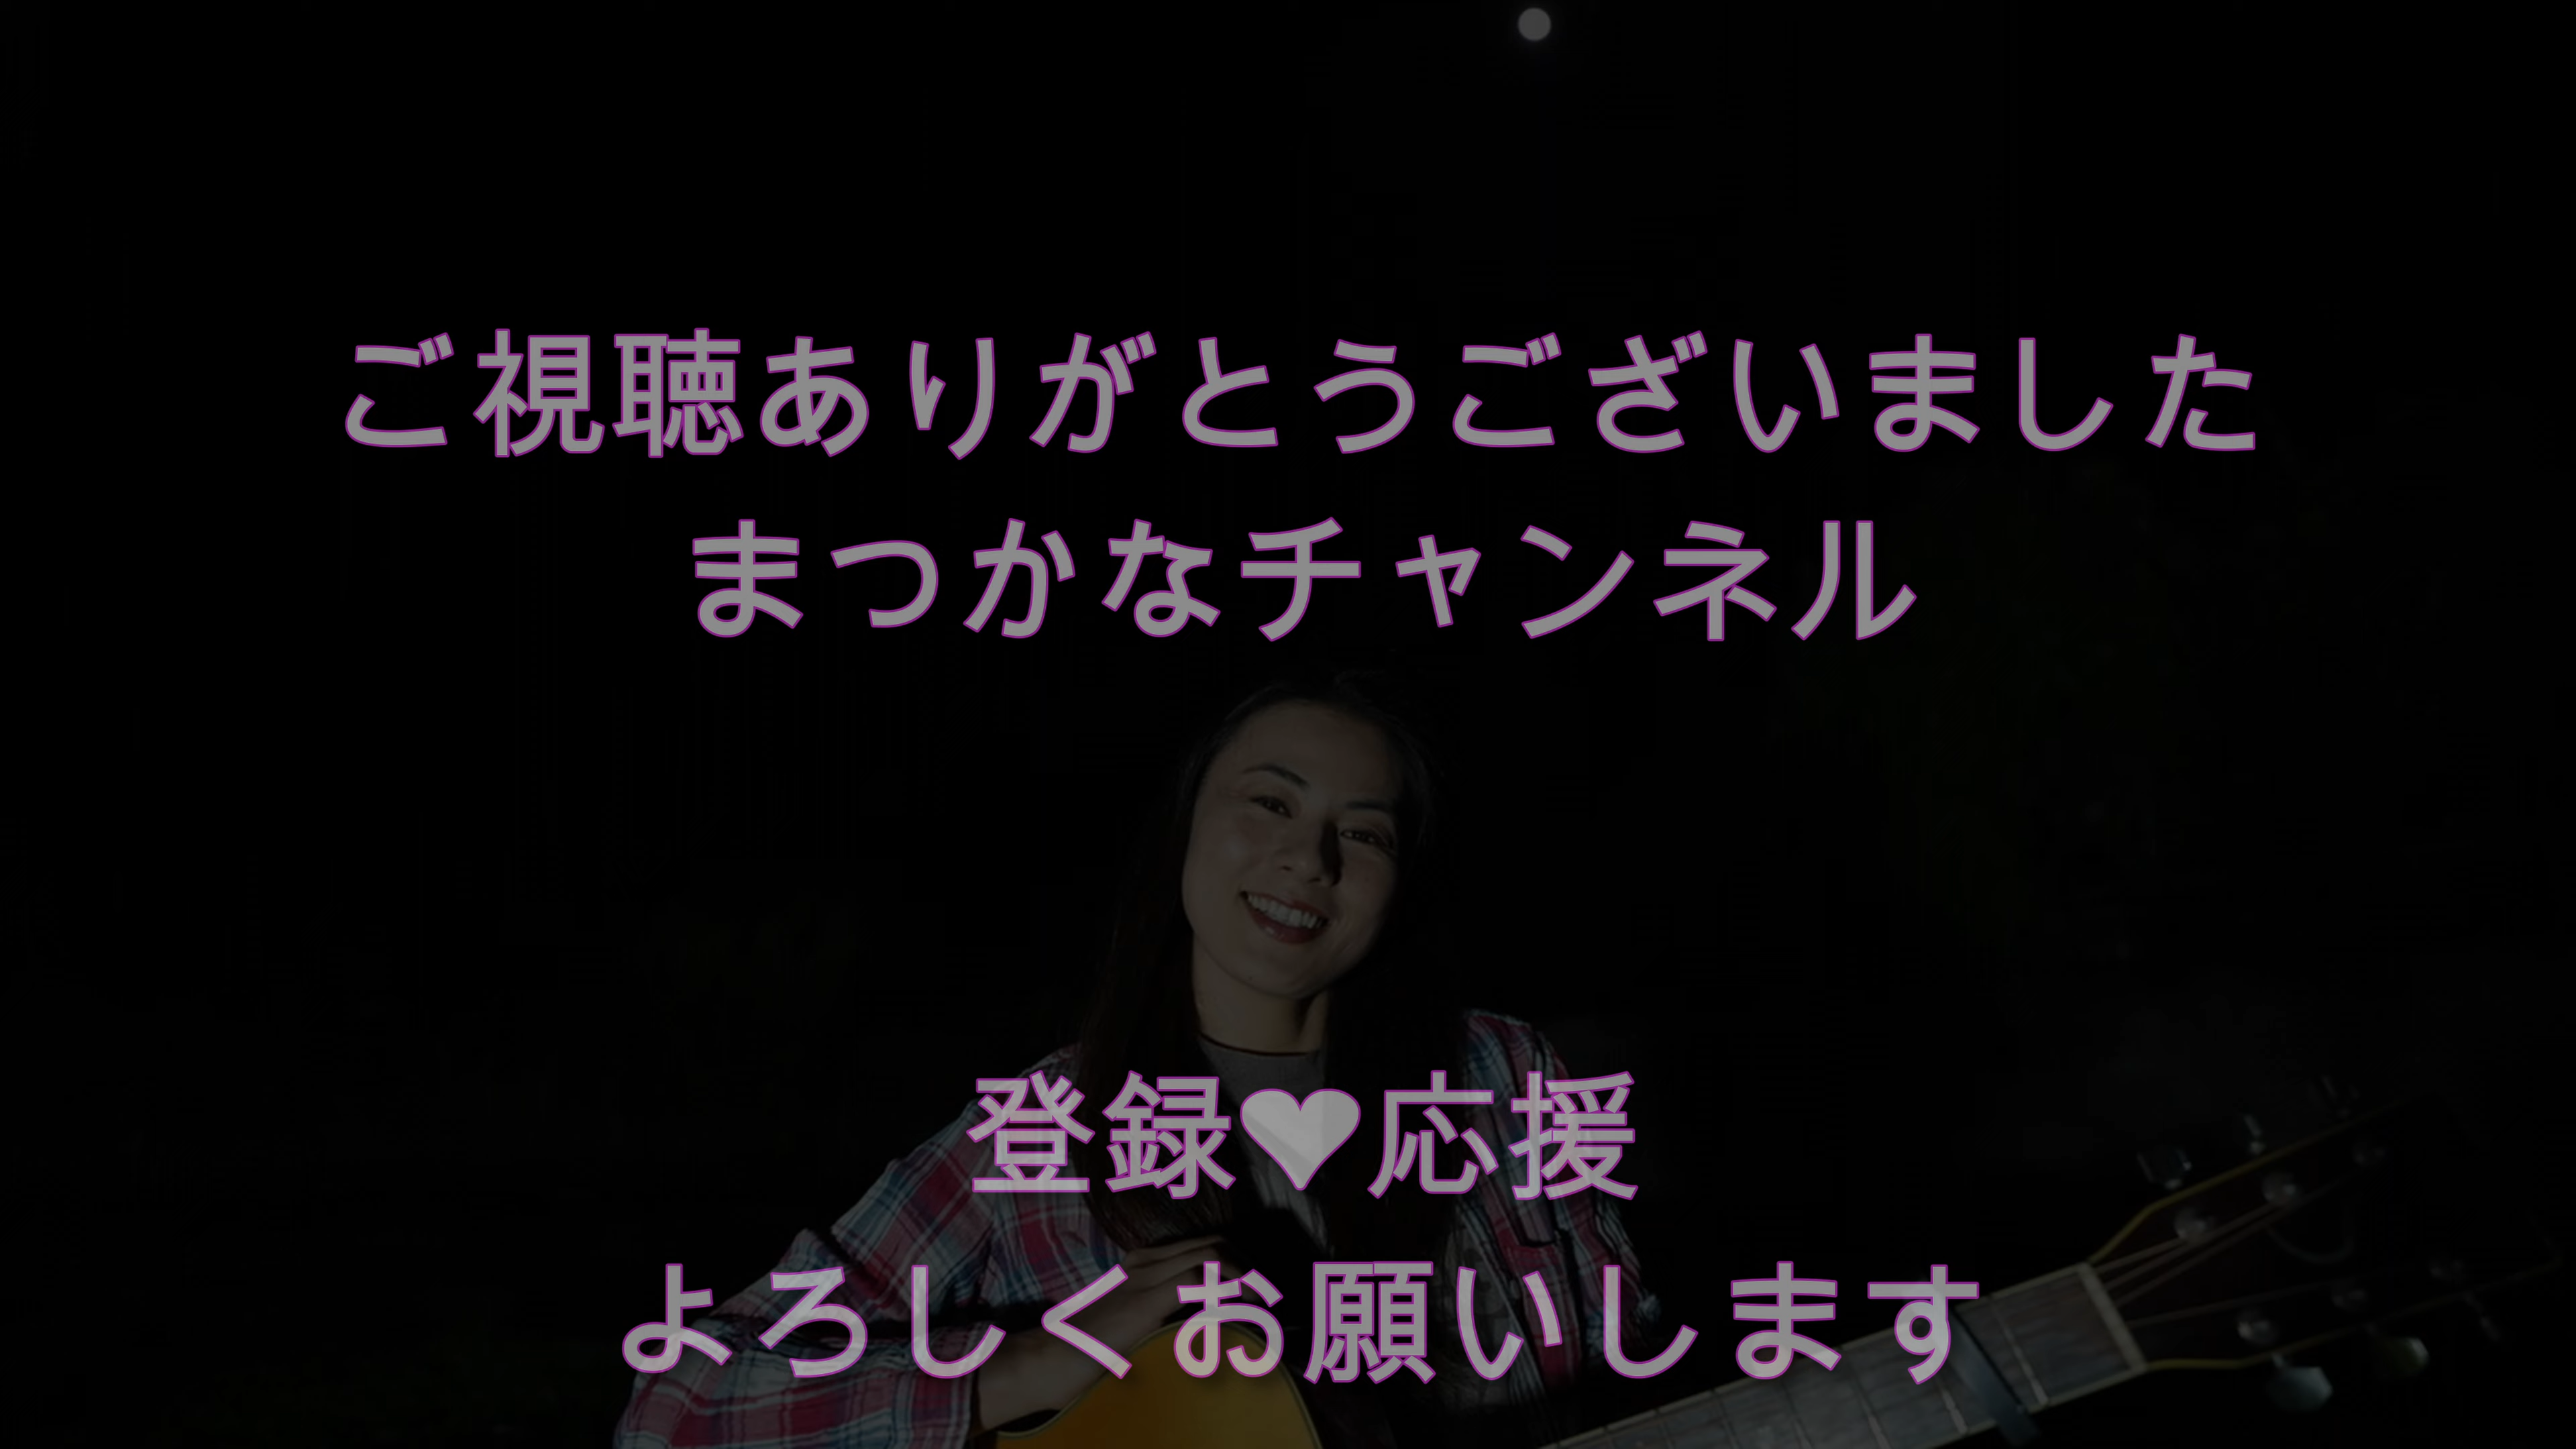 ご視聴ありがとうございました
まつかなチャンネル
登録❤応援
よろしくお願いします